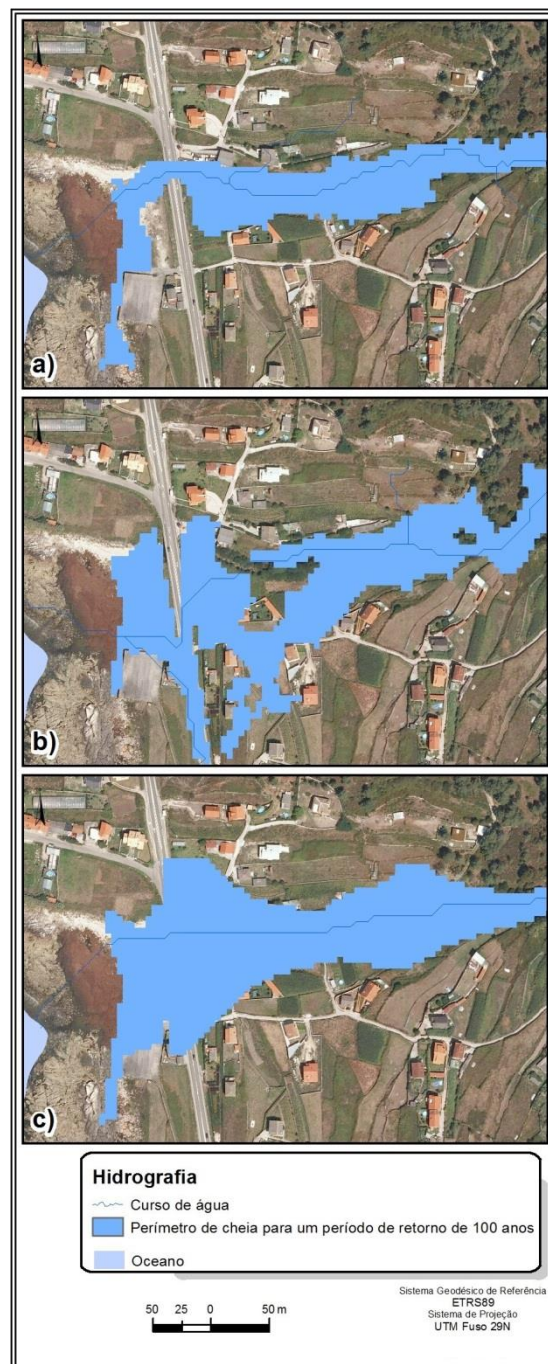 a)
b)
c)
Hidrografia
Curso de água
Perímetro de cheia para um período de retorno de 100 anos
Oceano
50 25 0 50 m
Sistema Geodésico de Referência
ETRS89
Sistema de Projeção
UTM Fuso 29N